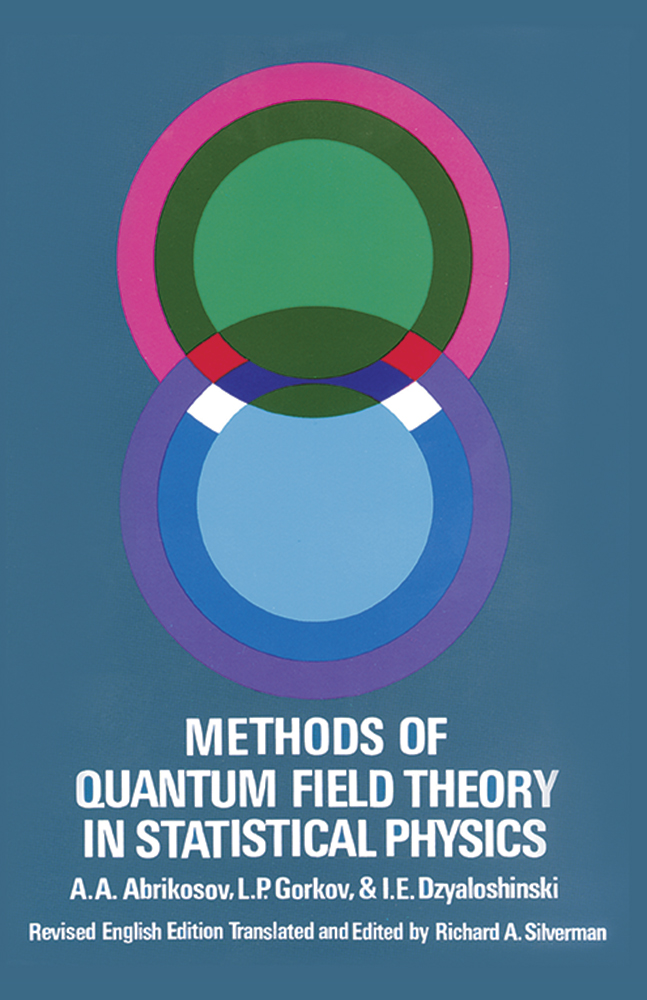 METHODS OF
QUANTUM FIELD THEORY
IN STATISTICAL PHYSICS
A.A. Abrikosov, L.P. Gorkov, & I.E. Dzyaloshinski
Revised English Edition Translated and Edited by Richard A. Silverman